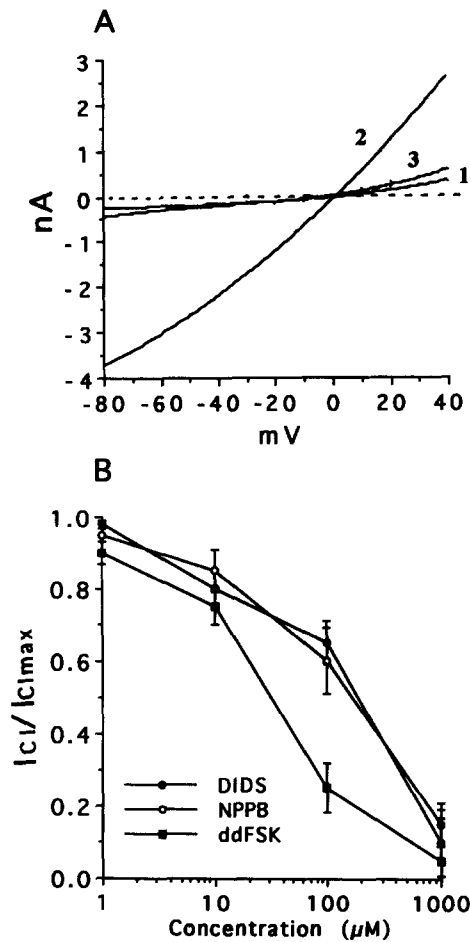 A
3
2
1
0
-1
-2
-3
-4
nA
2
3
1
-80 -60 -40 -20 0 20 40
mV
B
1.0
0.8
0.6
0.4
0.2
0.0
ICl/IClmax
DIDS
NPPB
ddFSK
1 10 100 1000
Concentration (µM)